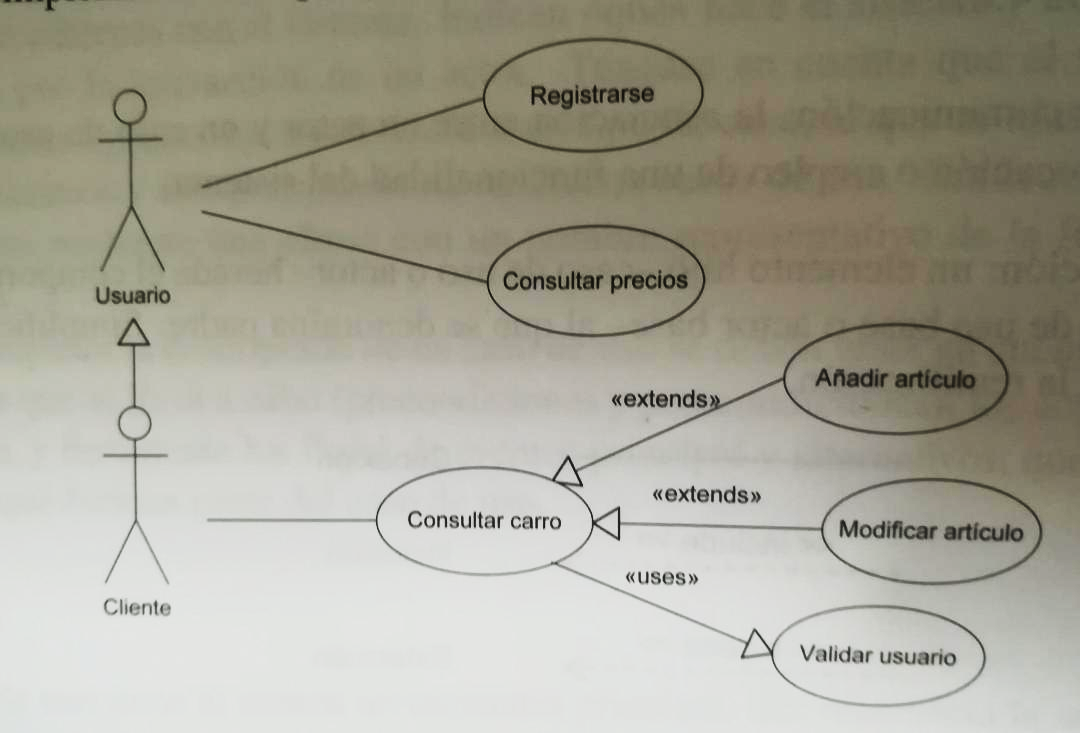 Registrarse
Consultar precios
Usuario
Añadir artículo
«extends»
«extends»
Consultar carro
Modificar artículo
«uses»
Cliente
Validar usuario